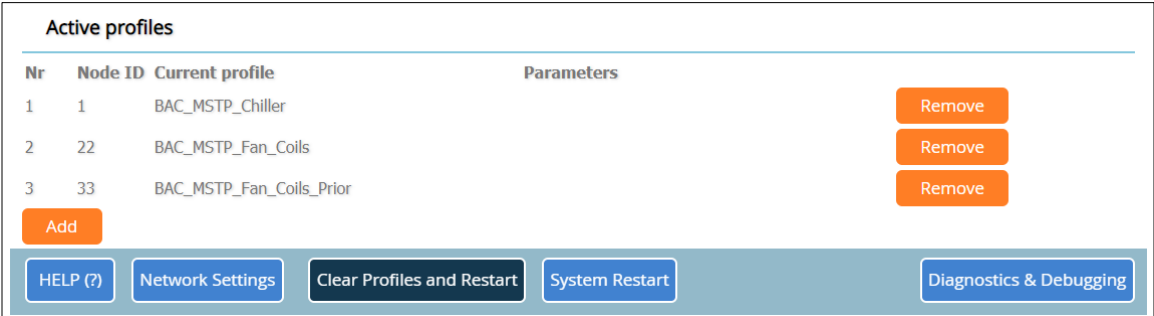 Active profiles
Nr Node ID Current profile Parameters
1 1 BAC_MSTP_Chiller Remove
2 22 BAC_MSTP_Fan_Coils Remove
3 33 BAC_MSTP_Fan_Coils_Prior Remove
Add
HELP (?) Network Settings Clear Profiles and Restart System Restart Diagnostics & Debugging